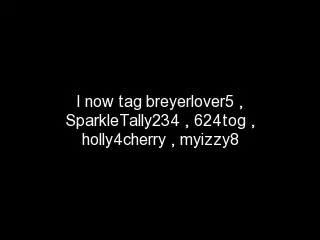 I now tag breyerlover5 ,
SparkleTally234 , 624tog ,
holly4cherry , myizzy8